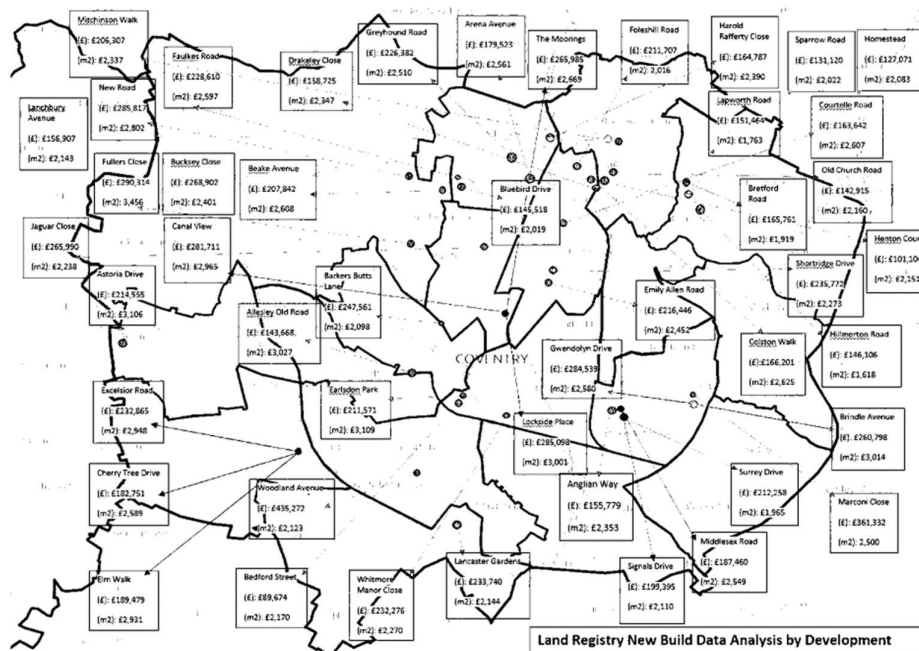 Mitchinson Walk
(£): £206,307
(m2): £2,337
Faulkes Road
(£): £228,610
(m2): £2,597
Drakeley Close
(£): £158,725
(m2): £2,347
Greyhound Road
(£): £226,382
(m2): £2,510
Arena Avenue
(£): £179,523
(m2): £2,561
The Moorings
(£): £265,985
(m2): £2,669
Foleshill Road
(£): £211,707
(m2): 2,016
Harold
Rafferty Close
(£): £164,787
(m2): £2,390
Sparrow Road
(£): £131,120
(m2): £2,022
Homestead
(£): £127,071
(m2): £2,083
Lanchbury
Avenue
(£): £156,907
(m2): £2,143
New Road
(£): £285,817
(m2): £2,802
Lapworth Road
(£): £151,464
(m2): £1,763
Courtelle Road
(£): £163,642
(m2): £2,607
Fullers Close
(£): £290,314
(m2): 3,456
Bucksey Close
(£): £268,902
(m2): £2,401
Beake Avenue
(£): £207,842
(m2): £2,608
Bluebird Drive
(£): £145,518
(m2): £2,019
Bretford
Road
(£): £165,761
(m2): £1,919
Old Church Road
(£): £142,915
(m2): £2,160
Jaguar Close
(£): £265,990
(m2): £2,238
Canal View
(£): £281,711
(m2): £2,965
Henton Cou
(£): £101,10
(m2): £2,15
Astoria Drive
(£): £214,555
(m2): £3,106
Barkers Butts
Lane
(£): £247,561
(m2): £2,098
Emily Allen Road
(£): £216,446
(m2): £2,452
Shortridge Drive
(£): £235,772
(m2): £2,273
Allesley Old Road
(£): £143,668
(m2): £3,027
COVENTRY
Gwendolyn Drive
(£): £284,539
(m2): £2,580
Colston Walk
(£): £166,201
(m2): £2,625
Hillmerton Road
(£): £146,106
(m2): £1,618
Excelsior Road
(£): £232,865
(m2): £2,948
Earlsdon Park
(£): £211,571
(m2): £3,109
Lockside Place
(£): £285,098
(m2): £3,001
Brindle Avenue
(£): £260,798
(m2): £3,014
Cherry Tree Drive
(£): £182,751
(m2): £2,589
Woodland Avenue
(£): £435,272
(m2): £2,123
Anglian Way
(£): £155,779
(m2): £2,353
Surrey Drive
(£): £212,258
(m2): £1,965
Marconi Close
(£): £361,332
(m2): 2,500
Elm Walk
(£): £189,479
(m2): £2,931
Bedford Street
(£): £89,674
(m2): £2,170
Whitmore
Manor Close
(£): £232,276
(m2): £2,270
Lancaster Gardens
(£): £233,740
(m2): £2,144
Signals Drive
(£): £199,395
(m2): £2,110
Middlesex Road
(£): £187,460
(m2): £2,549
Land Registry New Build Data Analysis by Development